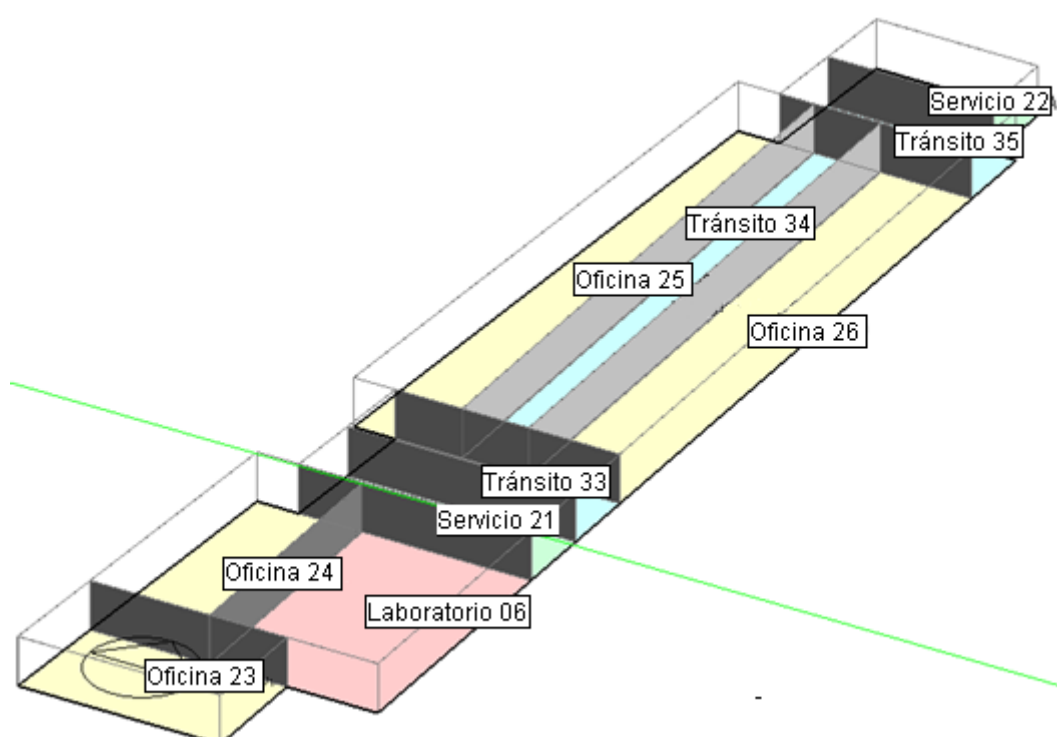 Servicio 22
Tránsito 35
Tránsito 34
Oficina 25
Oficina 26
Tránsito 33
Servicio 21
Oficina 24
Laboratorio 06
Oficina 23